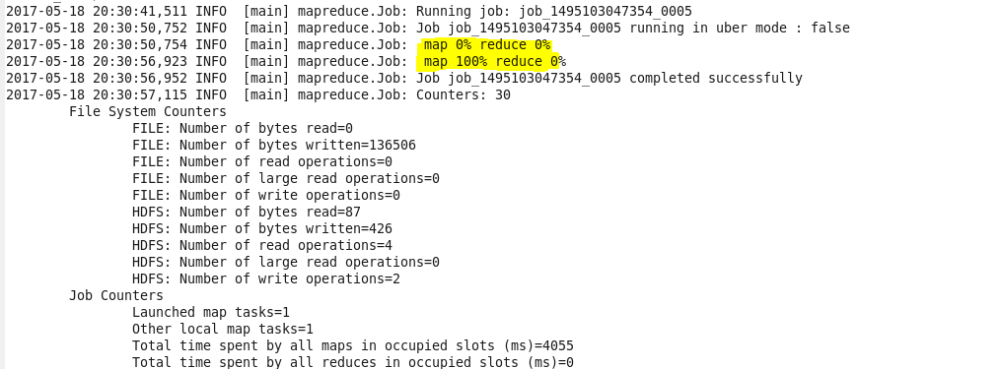 2017-05-18 20:30:41,511 INFO  [main] mapreduce.Job: Running job: job_1495103047354_0005
2017-05-18 20:30:50,752 INFO  [main] mapreduce.Job: Job job_1495103047354_0005 running in uber mode : false
2017-05-18 20:30:50,754 INFO  [main] mapreduce.Job:  map 0% reduce 0%
2017-05-18 20:30:56,923 INFO  [main] mapreduce.Job:  map 100% reduce 0%
2017-05-18 20:30:56,952 INFO  [main] mapreduce.Job: Job job_1495103047354_0005 completed successfully
2017-05-18 20:30:57,115 INFO  [main] mapreduce.Job: Counters: 30
File System Counters
FILE: Number of bytes read=0
FILE: Number of bytes written=136506
FILE: Number of read operations=0
FILE: Number of large read operations=0
FILE: Number of write operations=0
HDFS: Number of bytes read=87
HDFS: Number of bytes written=426
HDFS: Number of read operations=4
HDFS: Number of large read operations=0
HDFS: Number of write operations=2
Job Counters
Launched map tasks=1
Other local map tasks=1
Total time spent by all maps in occupied slots (ms)=4055
Total time spent by all reduces in occupied slots (ms)=0